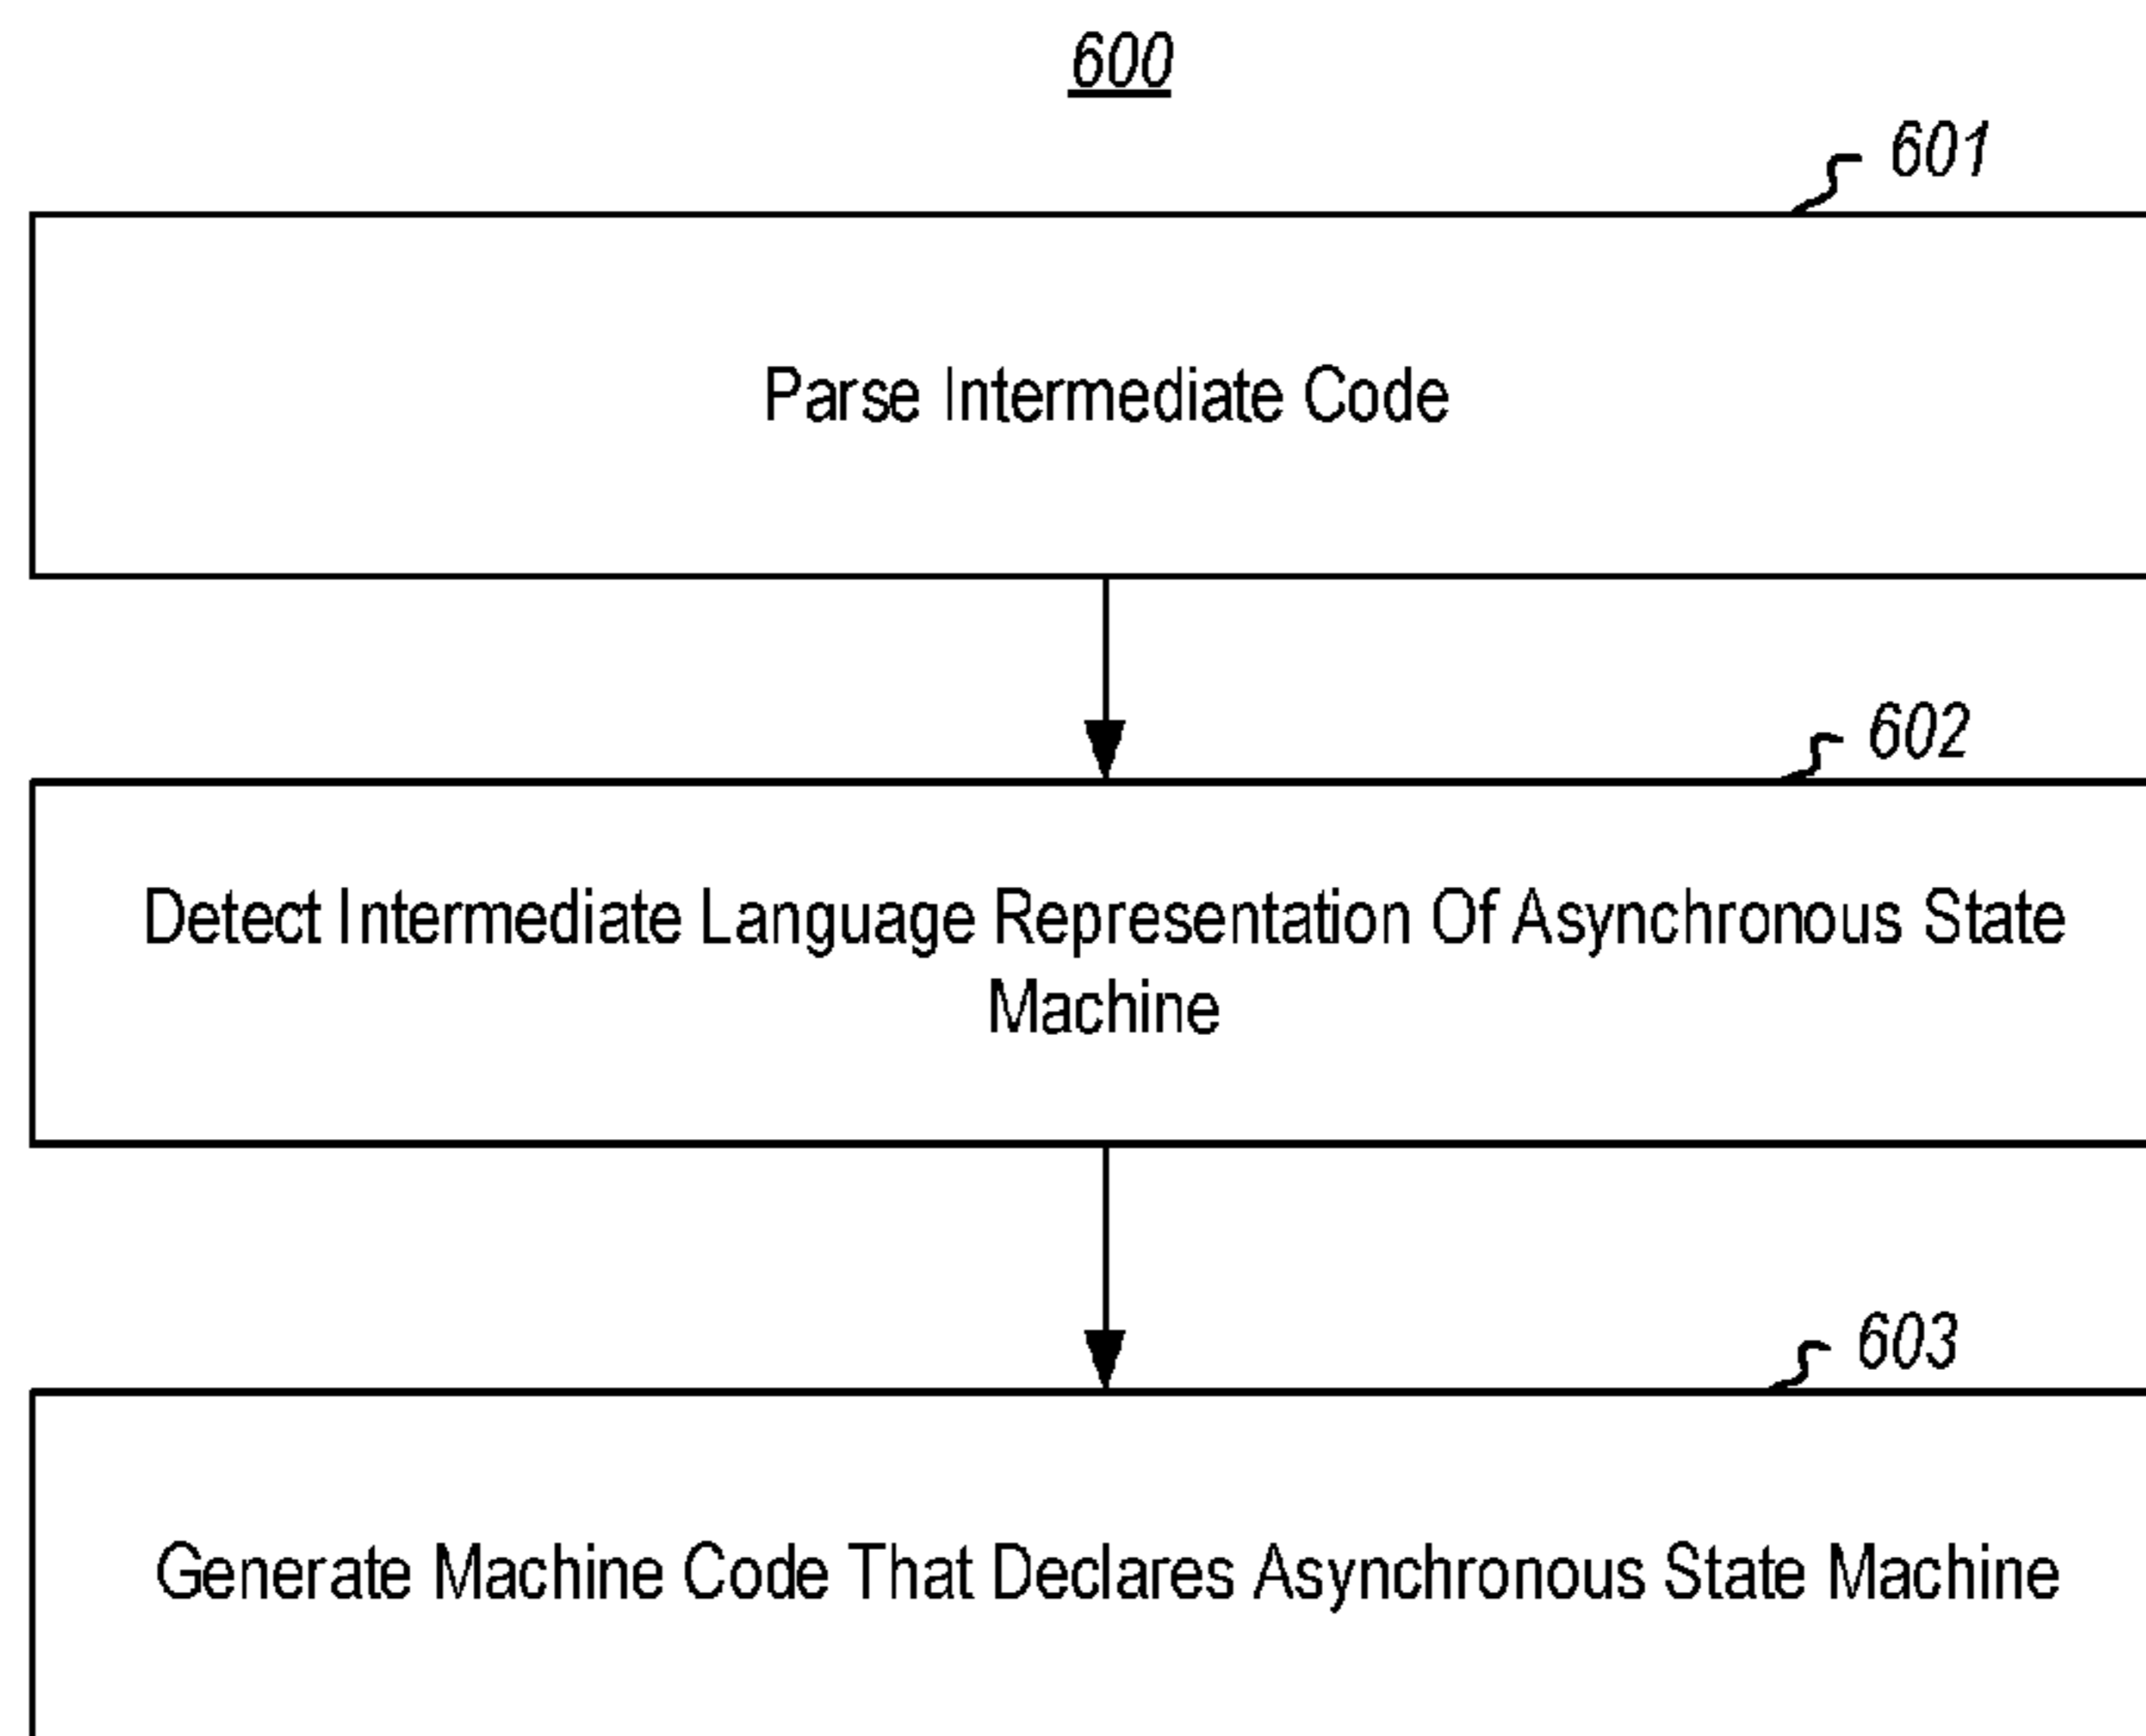 600
601
Parse Intermediate Code
602
Detect Intermediate Language Representation Of Asynchronous State
Machine
603
Generate Machine Code That Declares Asynchronous State Machine